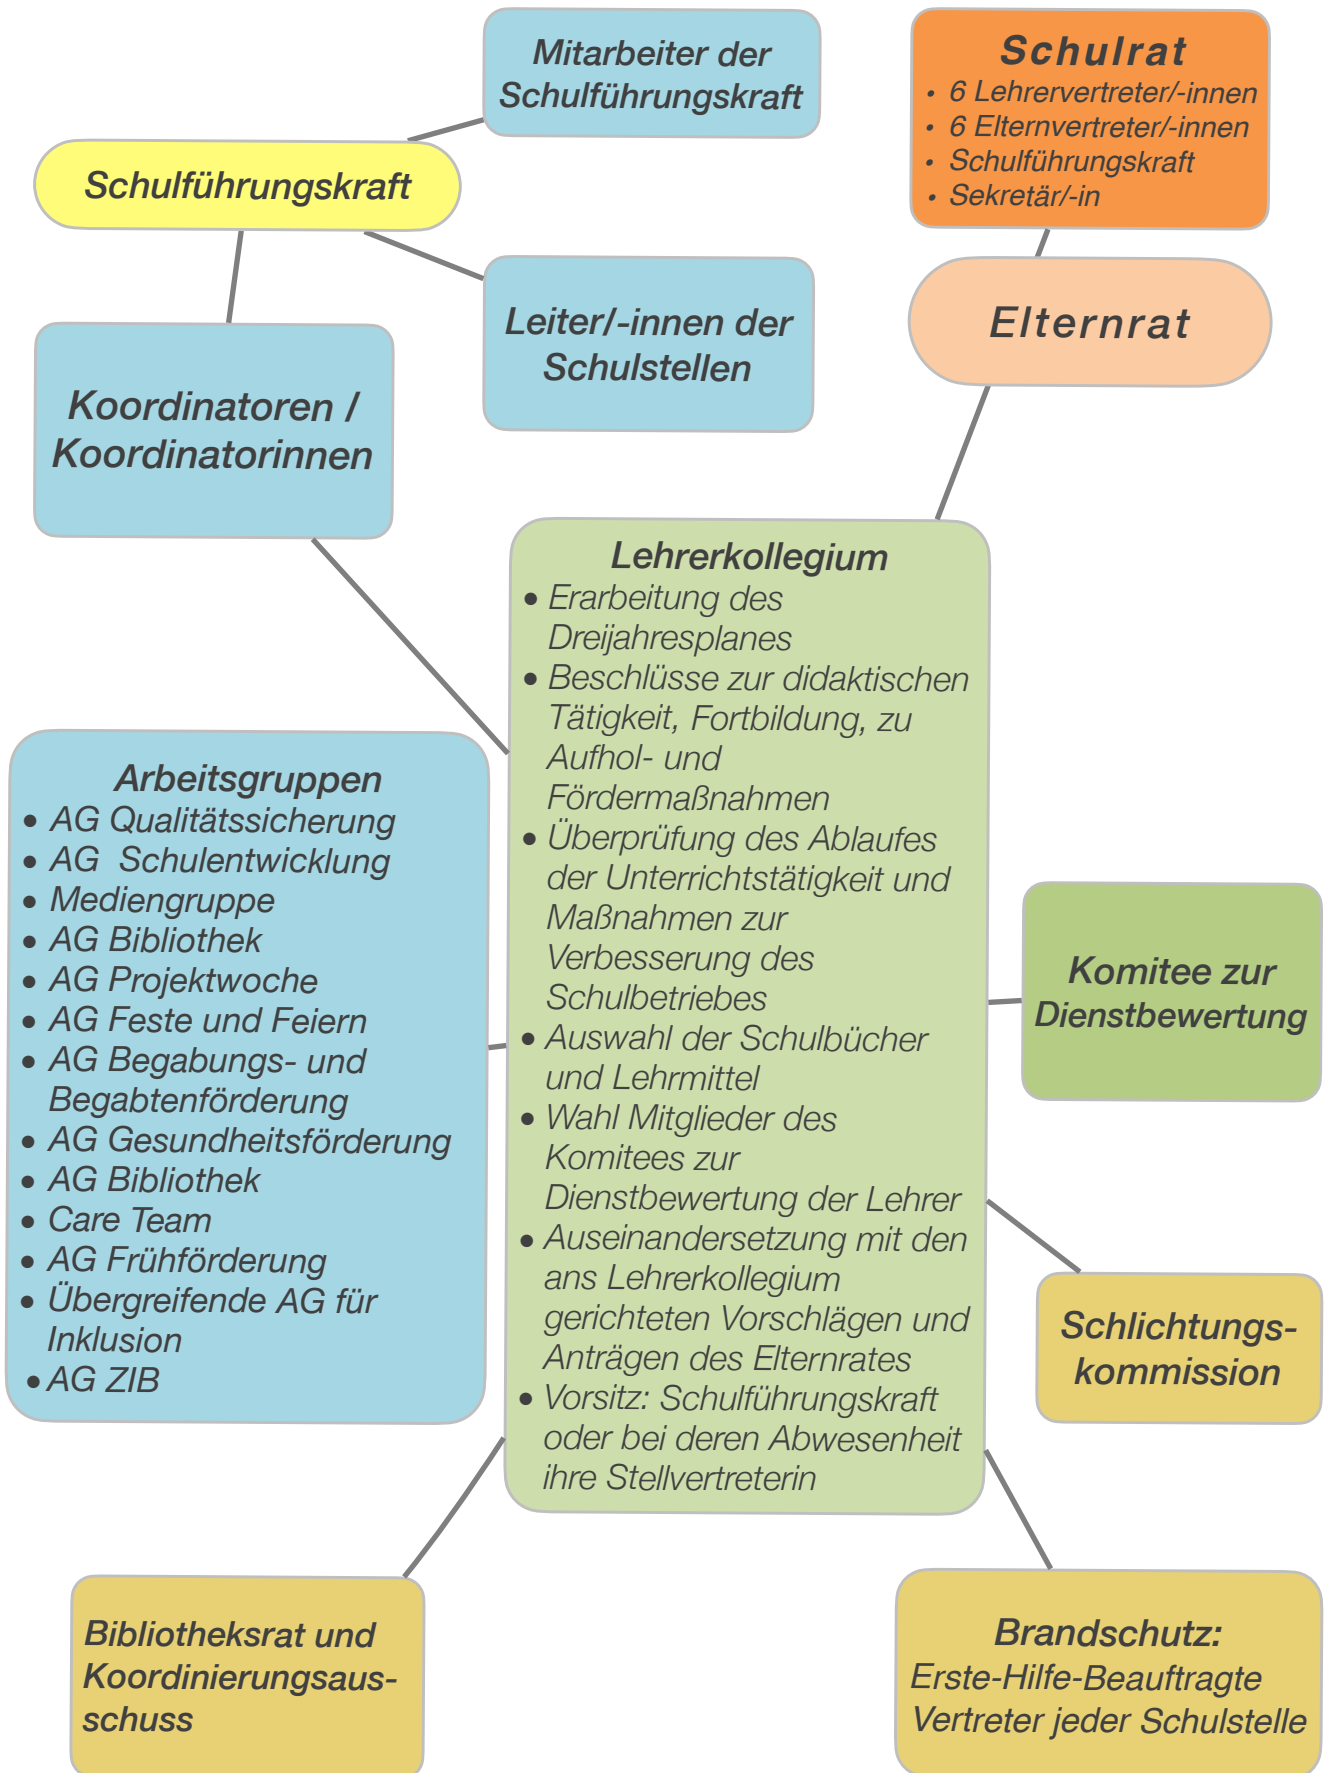 Mitarbeiter der
Schulführungskraft
Schulrat
• 6 Lehrervertreter/-innen
• 6 Elternvertreter/-innen
• Schulführungskraft
• Sekretär/-in
Schulführungskraft
Leiter/-innen der
Schulstellen
Elternrat
Koordinatoren /
Koordinatorinnen
Lehrerkollegium
• Erarbeitung des
Dreijahresplanes
• Beschlüsse zur didaktischen
Tätigkeit, Fortbildung, zu
Aufhol- und
Fördermaßnahmen
• Überprüfung des Ablaufes
der Unterrichtstätigkeit und
Maßnahmen zur
Verbesserung des
Schulbetriebes
• Auswahl der Schulbücher
und Lehrmittel
• Wahl Mitglieder des
Komitees zur
Dienstbewertung der Lehrer
• Auseinandersetzung mit den
ans Lehrerkollegium
gerichteten Vorschlägen und
Anträgen des Elternrates
• Vorsitz: Schulführungskraft
oder bei deren Abwesenheit
ihre Stellvertreterin
Arbeitsgruppen
• AG Qualitätssicherung
• AG Schulentwicklung
• Mediengruppe
• AG Bibliothek
• AG Projektwoche
• AG Feste und Feiern
• AG Begabungs- und
Begabtenförderung
• AG Gesundheitsförderung
• AG Bibliothek
• Care Team
• AG Frühförderung
• Übergreifende AG für
Inklusion
• AG ZIB
Komitee zur
Dienstbewertung
Schlichtungs-
kommission
Bibliotheksrat und
Koordinierungsaus-
schuss
Brandschutz:
Erste-Hilfe-Beauftragte
Vertreter jeder Schulstelle